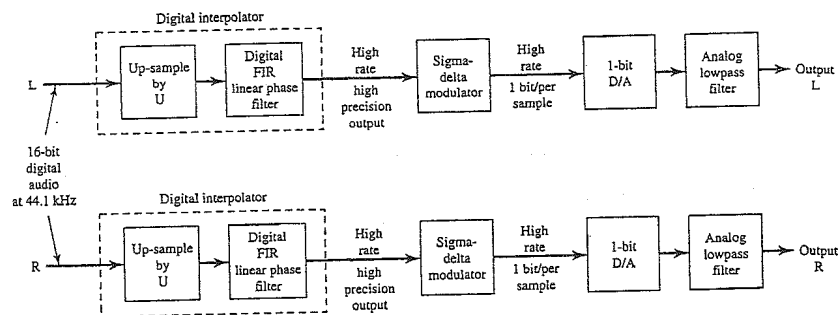 Digital interpolator
L
Up-sample
by
U
Digital
FIR
linear phase
filter
High
rate
high
precision
output
Sigma-
delta
modulator
High
rate
1 bit/per
sample
1-bit
D/A
Analog
lowpass
filter
Output
L
16-bit
digital
audio
at 44.1 kHz
Digital interpolator
R
Up-sample
by
U
Digital
FIR
linear phase
filter
High
rate
high
precision
output
Sigma-
delta
modulator
High
rate
1 bit/per
sample
1-bit
D/A
Analog
lowpass
filter
Output
R